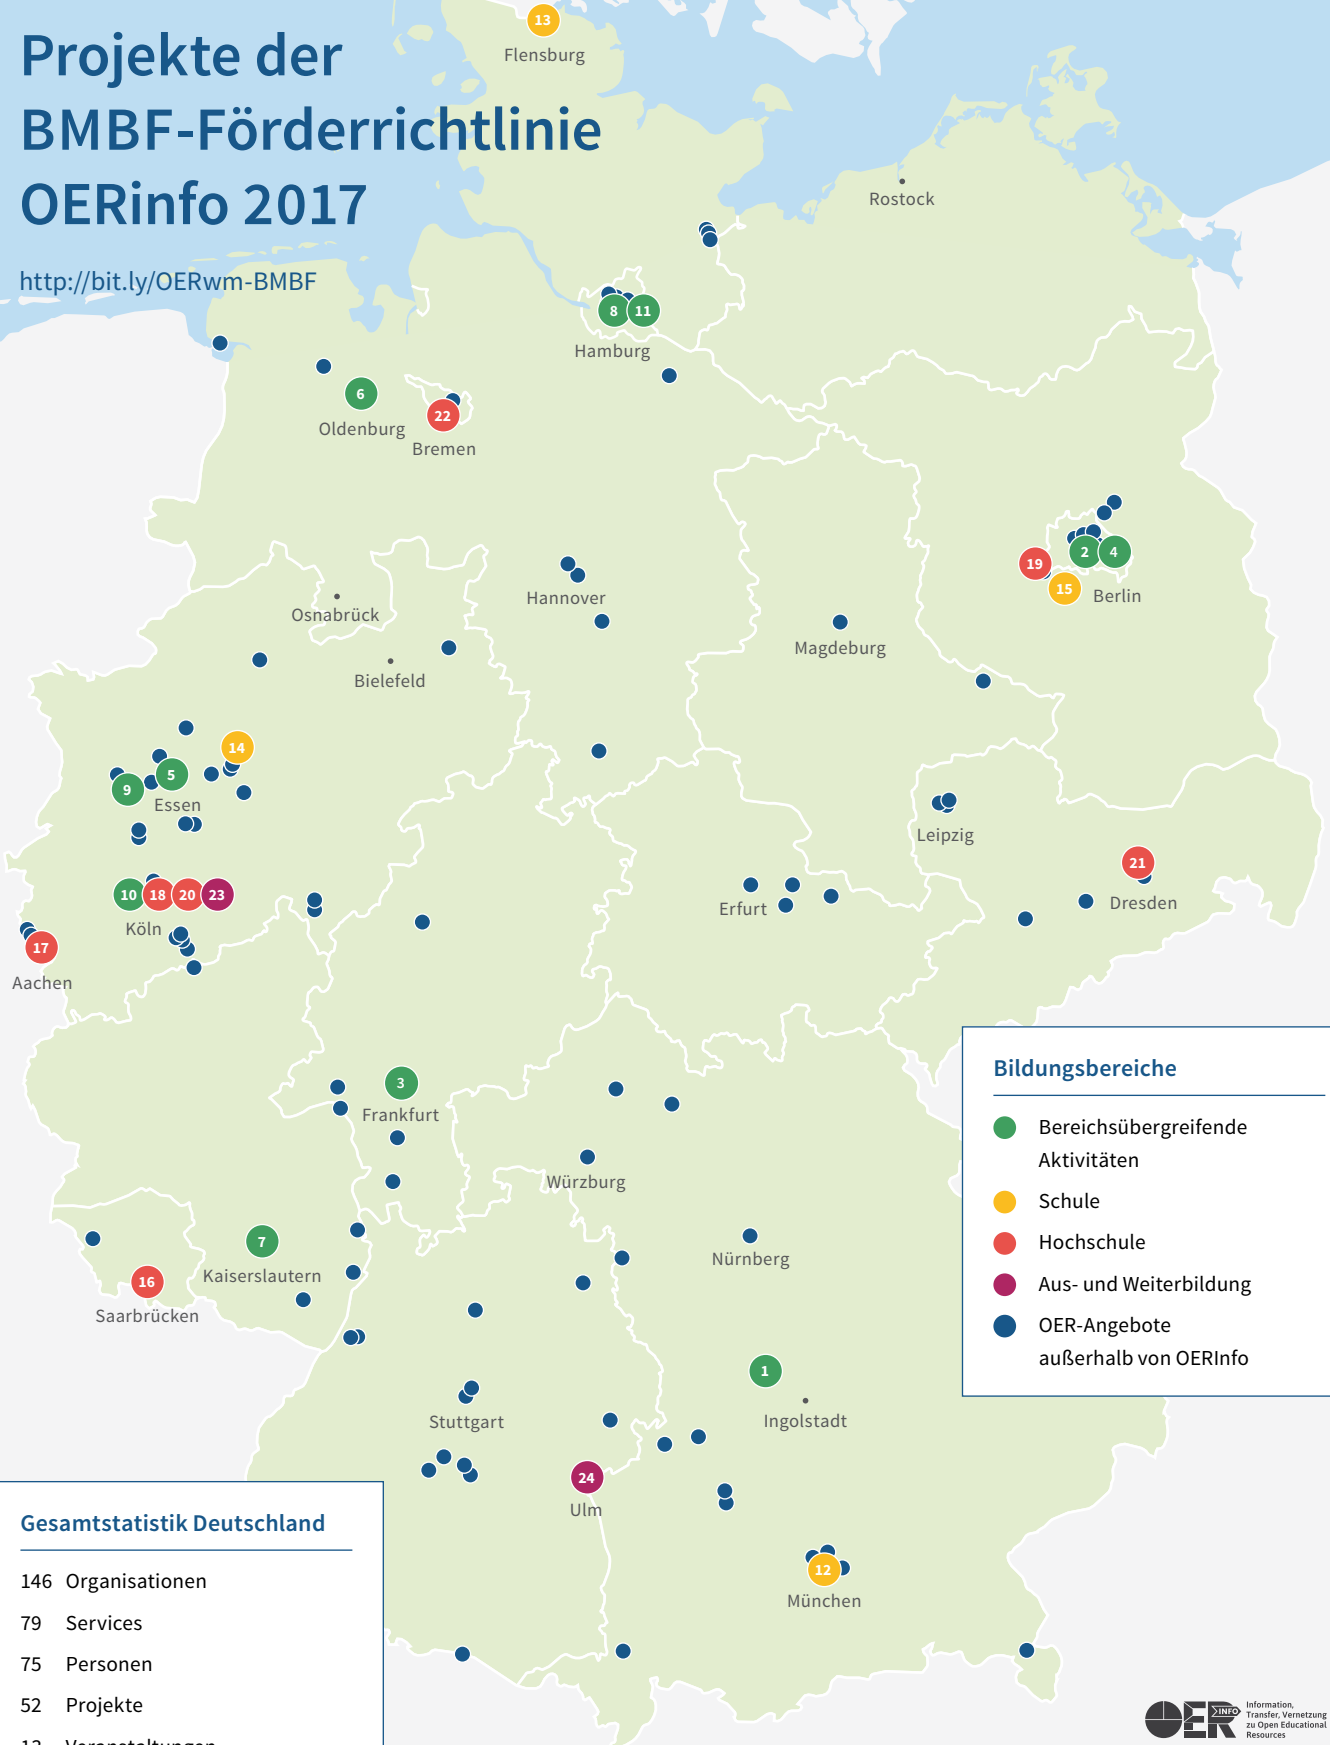 Projekte der
BMBF-Förderrichtlinie
OERinfo 2017
http://bit.ly/OERwm-BMBF
13
Flensburg
Rostock
8 11
Hamburg
6
Oldenburg
22
Bremen
2 4
19
15
Berlin
Hannover
Osnabrück
Magdeburg
Bielefeld
14
5
9
Essen
Leipzig
21
Dresden
10 18 20 23
Köln
Erfurt
17
Aachen
3
Frankfurt
Würzburg
7
Kaiserslautern
Nürnberg
16
Saarbrücken
1
Ingolstadt
Stuttgart
24
Ulm
12
München
Bildungsbereiche
Bereichsübergreifende
Aktivitäten
Schule
Hochschule
Aus- und Weiterbildung
OER-Angebote
außerhalb von OERInfo
Gesamtstatistik Deutschland
146 Organisationen
79 Services
75 Personen
52 Projekte
12 Veranstaltungen
OER INFO
Information,
Transfer, Vernetzung
zu Open Educational
Resources